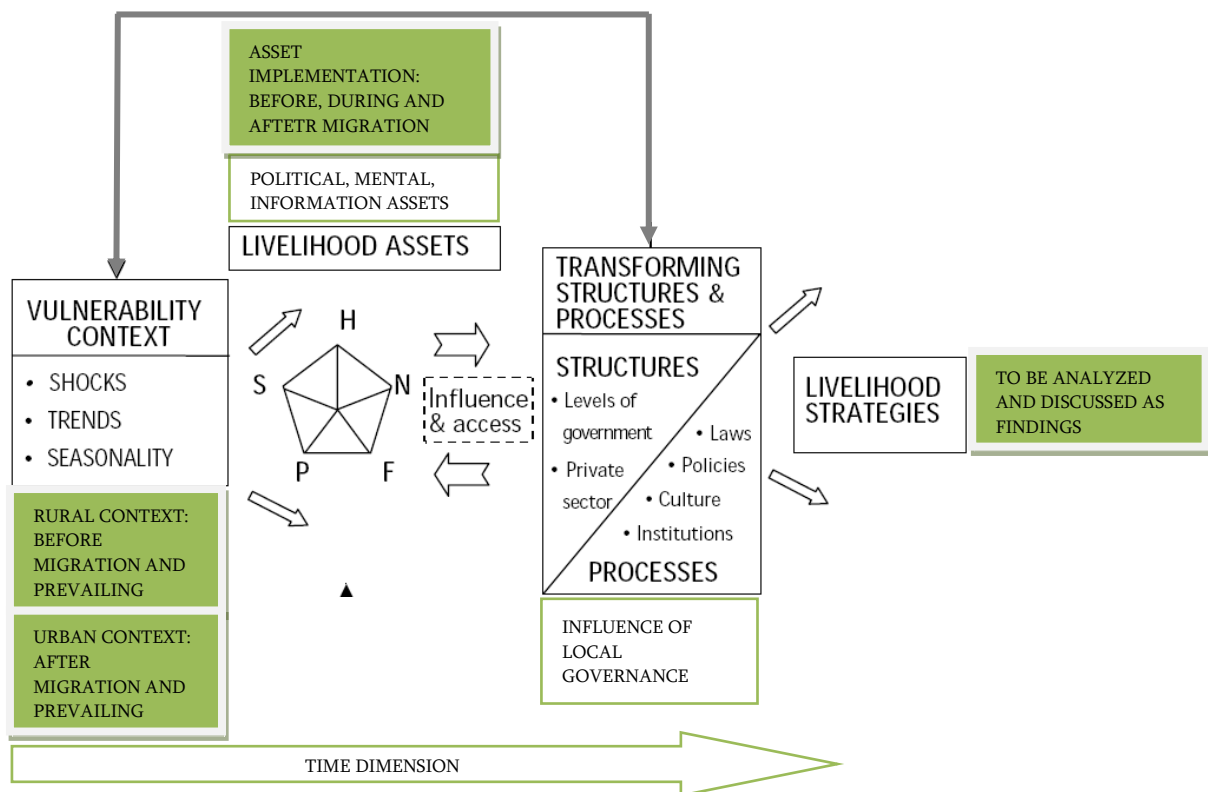 ASSET
IMPLEMENTATION:
BEFORE, DURING AND
AFTETR MIGRATION
POLITICAL, MENTAL,
INFORMATION ASSETS
LIVELIHOOD ASSETS
VULNERABILITY
CONTEXT
• SHOCKS
• TRENDS
• SEASONALITY
RURAL CONTEXT:
BEFORE
MIGRATION AND
PREVAILING
URBAN CONTEXT:
AFTER
MIGRATION AND
PREVAILING
H
S
N
P
F
Influence
& access
TRANSFORMING
STRUCTURES &
PROCESSES
STRUCTURES
• Levels of
government
• Private
sector
• Laws
• Policies
• Culture
• Institutions
PROCESSES
INFLUENCE OF
LOCAL
GOVERNANCE
LIVELIHOOD
STRATEGIES
TO BE ANALYZED
AND DISCUSSED AS
FINDINGS
TIME DIMENSION